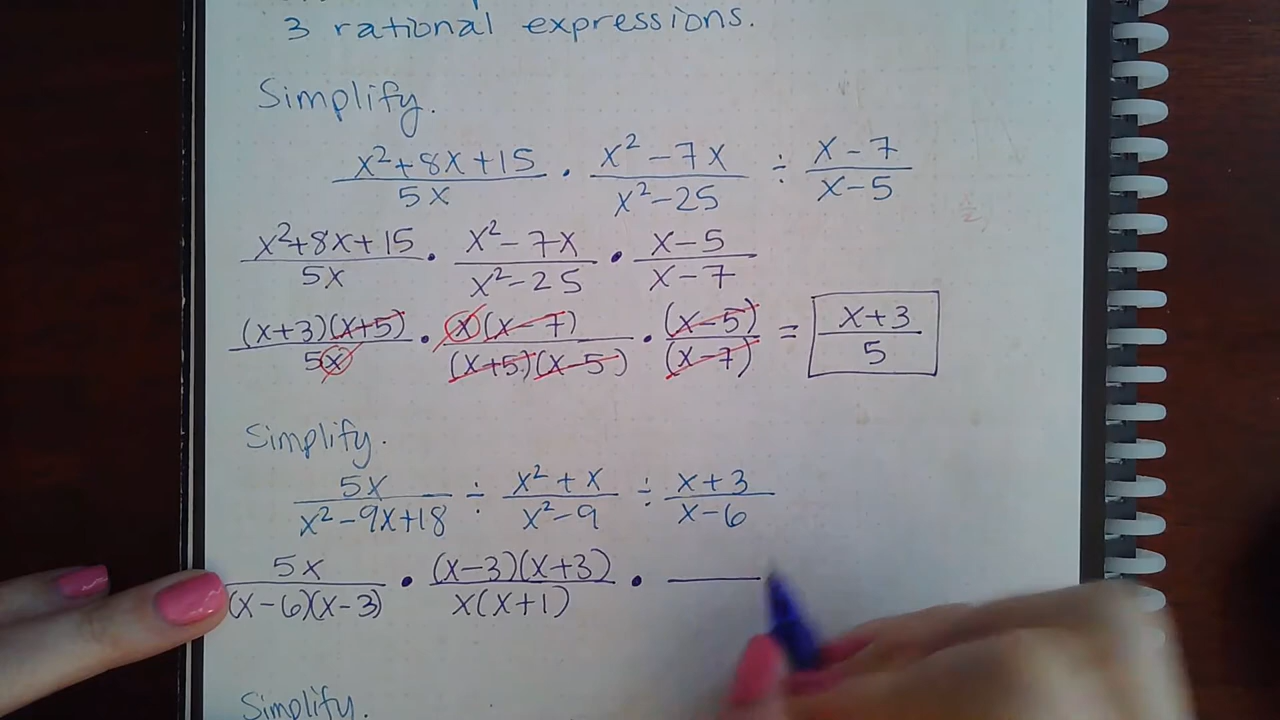 3 rational expressions.
Simplify.
(x²+8x+15)/(5x) · (x²-7x)/(x²-25) ÷ (x-7)/(x-5)
(x²+8x+15)/(5x) · (x²-7x)/(x²-25) · (x-5)/(x-7)
((x+3)(x+5))/(5x) · (x(x-7))/((x+5)(x-5)) · (x-5)/(x-7) = (x+3)/5
Simplify.
(5x)/(x²-9x+18) ÷ (x²+x)/(x²-9) ÷ (x+3)/(x-6)
(5x)/((x-6)(x-3)) · ((x-3)(x+3))/(x(x+1)) ·
Simplify.